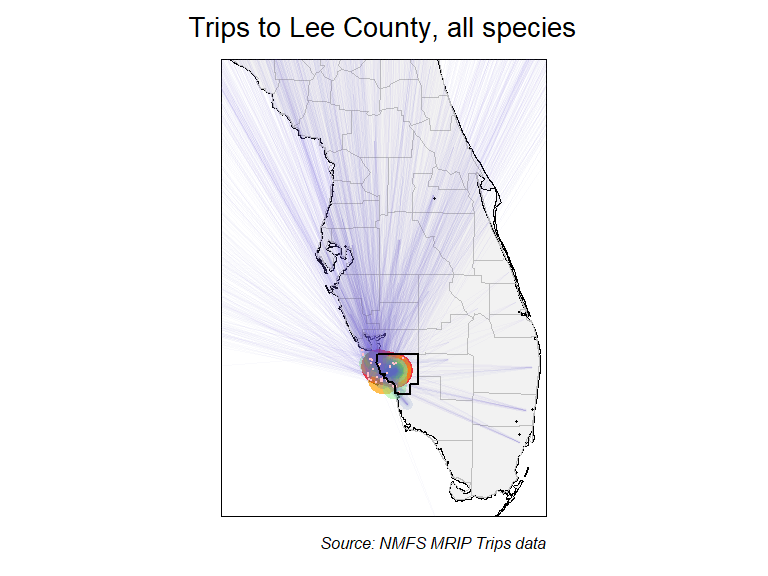 Trips to Lee County, all species
Source: NMFS MRIP Trips data